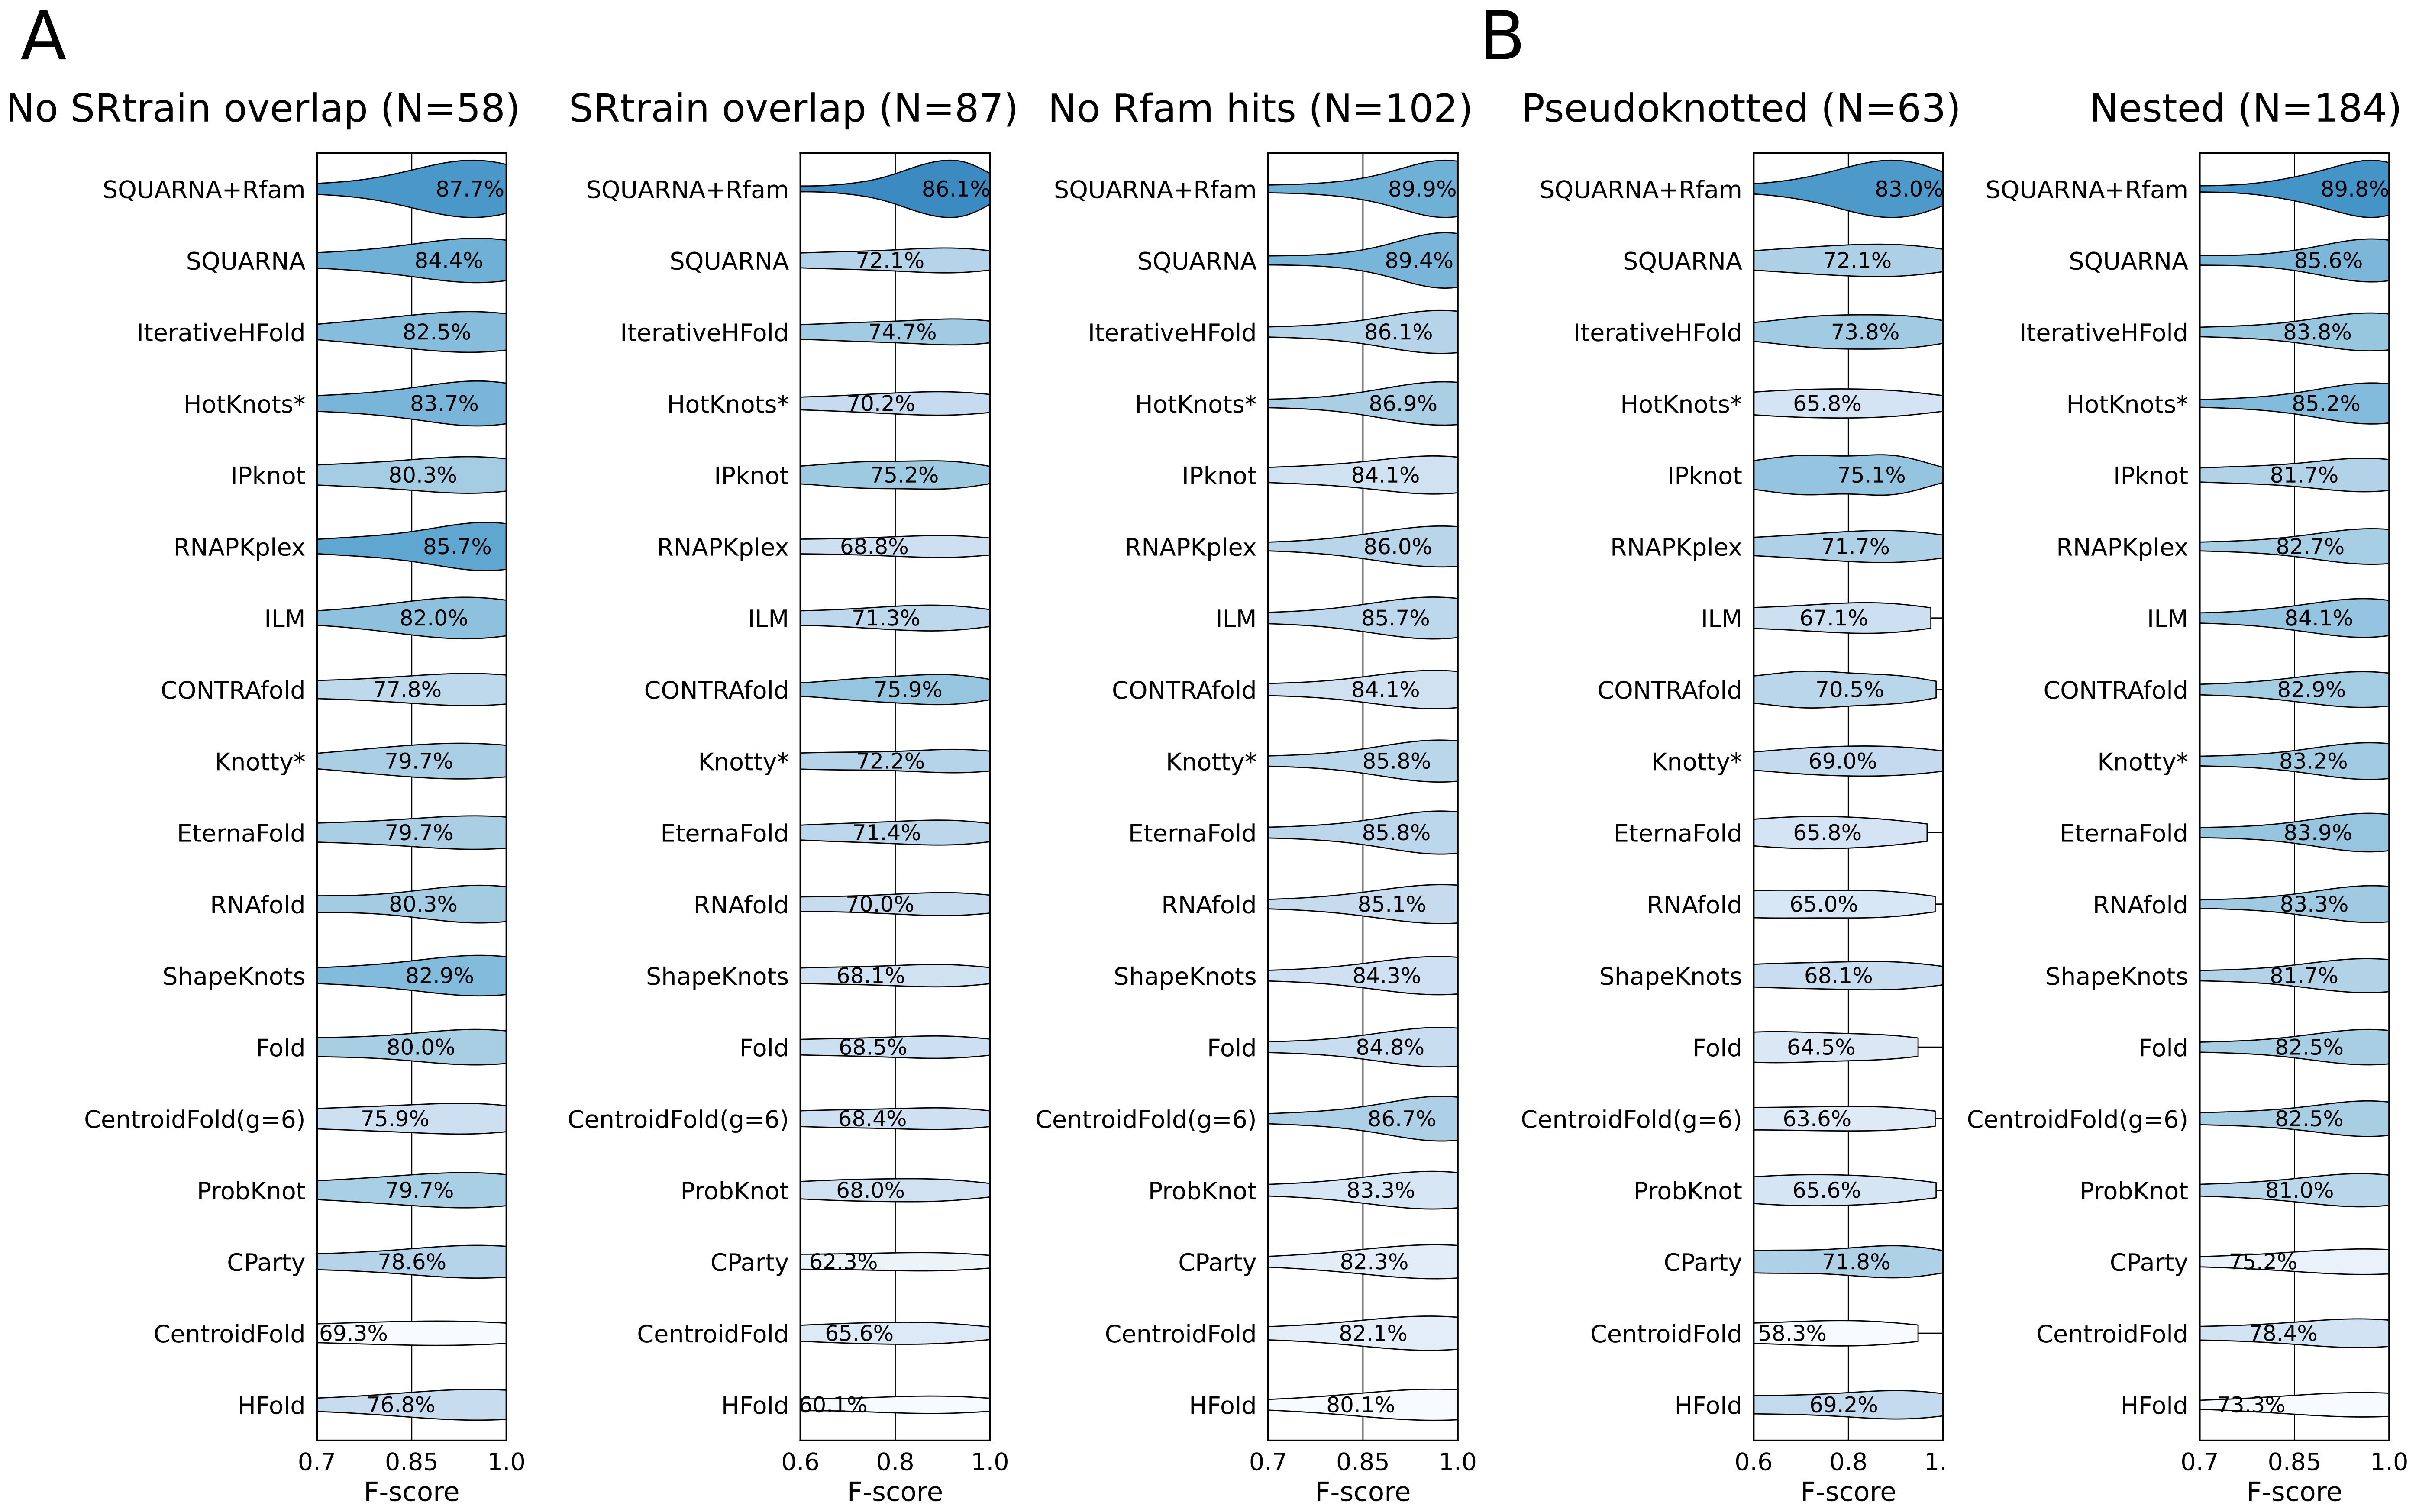 A
B
No SRtrain overlap (N=58)
SRtrain overlap (N=87)
No Rfam hits (N=102)
Pseudoknotted (N=63)
Nested (N=184)
SQUARNA+Rfam 87.7% SQUARNA+Rfam 86.1% SQUARNA+Rfam 89.9% SQUARNA+Rfam 83.0% SQUARNA+Rfam 89.8%
SQUARNA 84.4% SQUARNA 72.1% SQUARNA 89.4% SQUARNA 72.1% SQUARNA 85.6%
IterativeHFold 82.5% IterativeHFold 74.7% IterativeHFold 86.1% IterativeHFold 73.8% IterativeHFold 83.8%
HotKnots* 83.7% HotKnots* 70.2% HotKnots* 86.9% HotKnots* 65.8% HotKnots* 85.2%
IPknot 80.3% IPknot 75.2% IPknot 84.1% IPknot 75.1% IPknot 81.7%
RNAPKplex 85.7% RNAPKplex 68.8% RNAPKplex 86.0% RNAPKplex 71.7% RNAPKplex 82.7%
ILM 82.0% ILM 71.3% ILM 85.7% ILM 67.1% ILM 84.1%
CONTRAfold 77.8% CONTRAfold 75.9% CONTRAfold 84.1% CONTRAfold 70.5% CONTRAfold 82.9%
Knotty* 79.7% Knotty* 72.2% Knotty* 85.8% Knotty* 69.0% Knotty* 83.2%
EternaFold 79.7% EternaFold 71.4% EternaFold 85.8% EternaFold 65.8% EternaFold 83.9%
RNAfold 80.3% RNAfold 70.0% RNAfold 85.1% RNAfold 65.0% RNAfold 83.3%
ShapeKnots 82.9% ShapeKnots 68.1% ShapeKnots 84.3% ShapeKnots 68.1% ShapeKnots 81.7%
Fold 80.0% Fold 68.5% Fold 84.8% Fold 64.5% Fold 82.5%
CentroidFold(g=6) 75.9% CentroidFold(g=6) 68.4% CentroidFold(g=6) 86.7% CentroidFold(g=6) 63.6% CentroidFold(g=6) 82.5%
ProbKnot 79.7% ProbKnot 68.0% ProbKnot 83.3% ProbKnot 65.6% ProbKnot 81.0%
CParty 78.6% CParty 62.3% CParty 82.3% CParty 71.8% CParty 75.2%
CentroidFold 69.3% CentroidFold 65.6% CentroidFold 82.1% CentroidFold 58.3% CentroidFold 78.4%
HFold 76.8% HFold 60.1% HFold 80.1% HFold 69.2% HFold 73.3%
0.7 0.85 1.0 0.6 0.8 1.0 0.7 0.85 1.0 0.6 0.8 1. 0.7 0.85 1.0
F-score F-score F-score F-score F-score